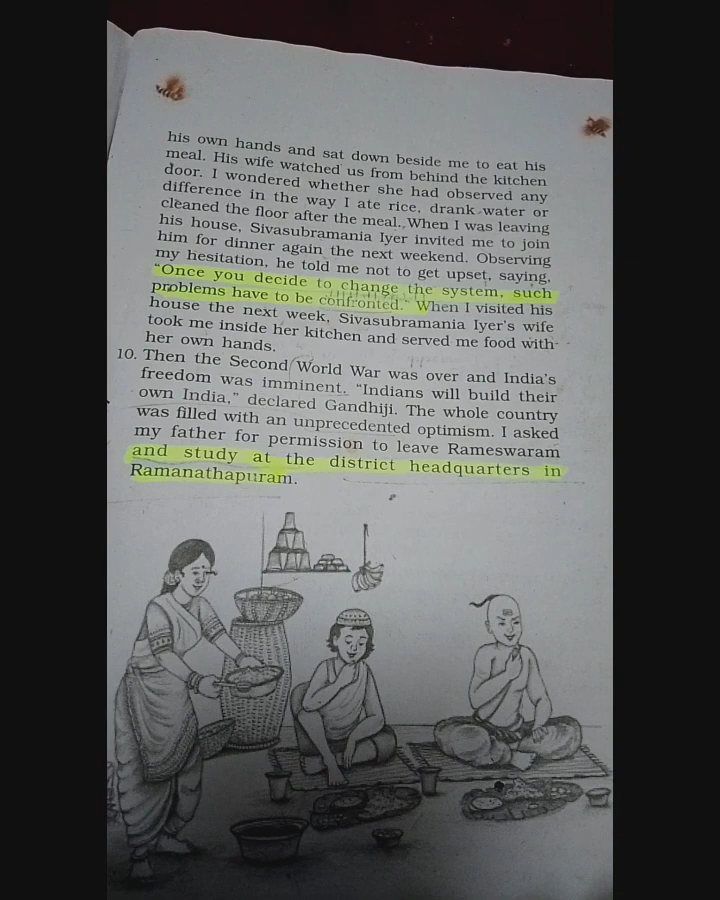 his own hands and sat down beside me to eat his
meal. His wife watched us from behind the kitchen
door. I wondered whether she had observed any
difference in the way I ate rice, drank water or
cleaned the floor after the meal. When I was leaving
his house, Sivasubramania Iyer invited me to join
him for dinner again the next weekend. Observing
my hesitation, he told me not to get upset, saying,
“Once you decide to change the system, such
problems have to be confronted.” When I visited his
house the next week, Sivasubramania Iyer’s wife
took me inside her kitchen and served me food with
her own hands.
10. Then the Second World War was over and India’s
freedom was imminent. “Indians will build their
own India,” declared Gandhiji. The whole country
was filled with an unprecedented optimism. I asked
my father for permission to leave Rameswaram
and study at the district headquarters in
Ramanathapuram.